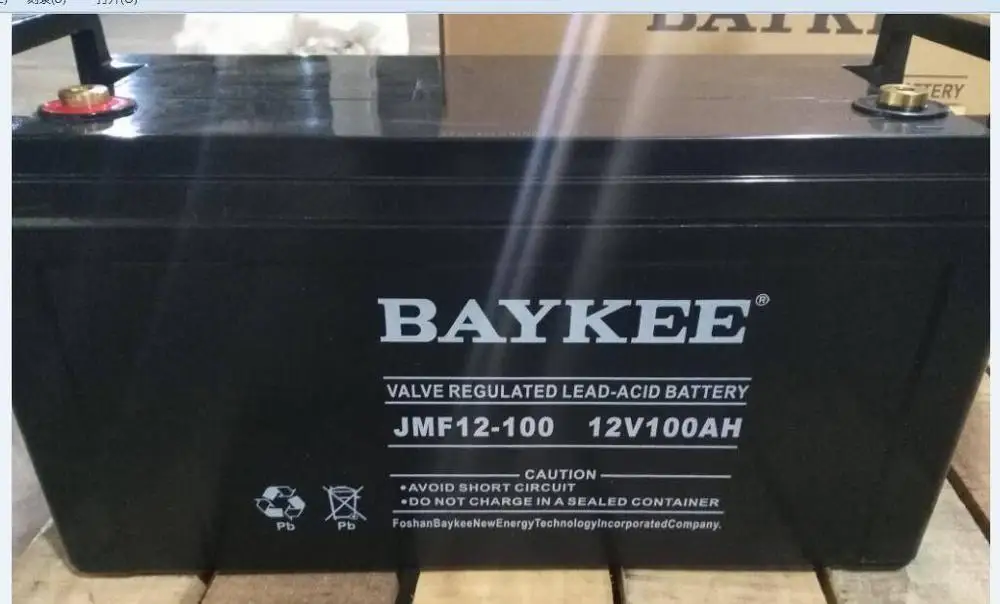 BAYKEE
BAYKEE®
VALVE REGULATED LEAD-ACID BATTERY
JMF12-100 12V100AH
CAUTION
•AVOID SHORT CIRCUIT
•DO NOT CHARGE IN A SEALED CONTAINER
Pb Pb
FoshanBaykeeNewEnergyTechnologyIncorporatedCompany.